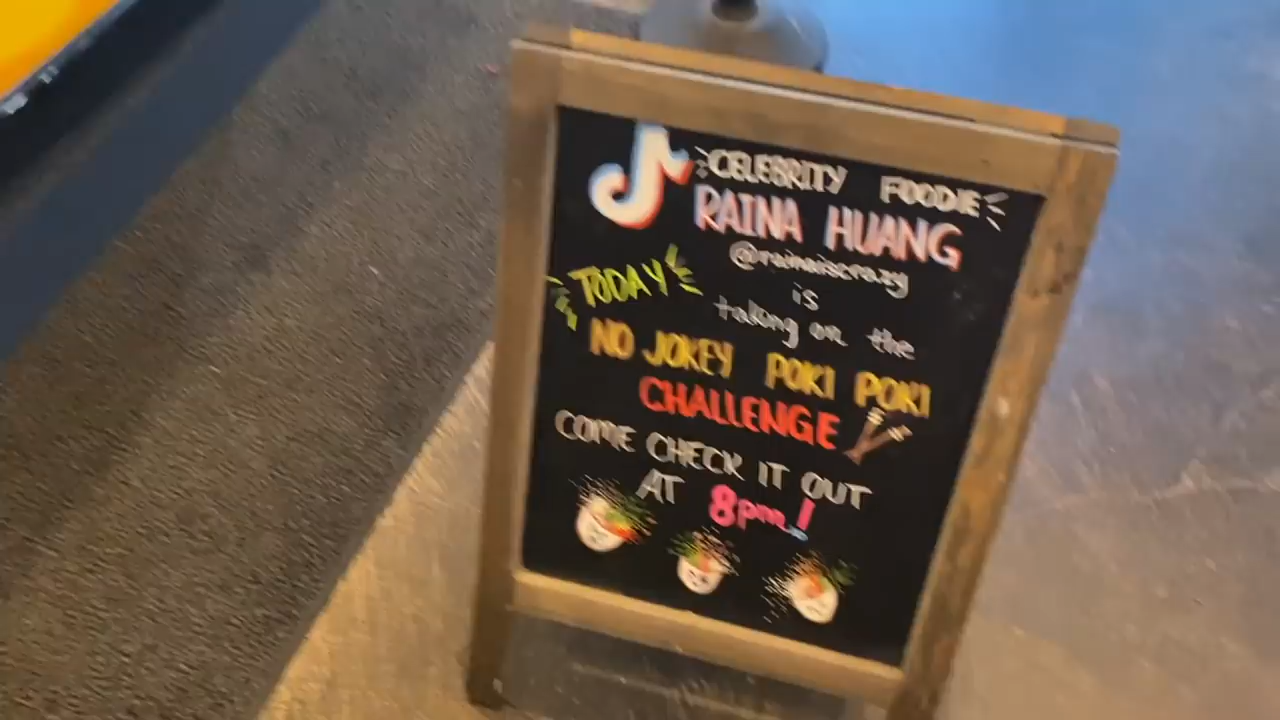 CELEBRITY FOODIE
RAINA HUANG
@rainaiscrazy
TODAY is
taking on the
NO JOKEY POKI POKI
CHALLENGE
COME CHECK IT OUT
AT 8pm!